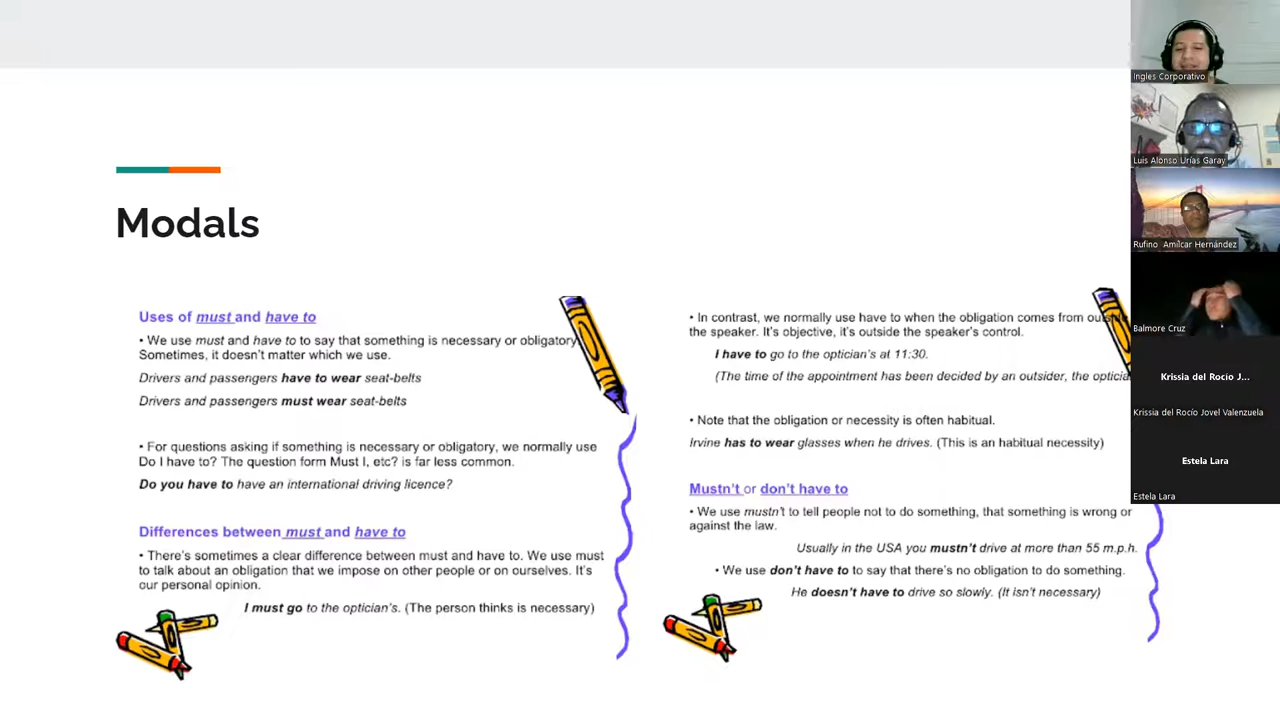 Modals
Uses of must and have to
• We use must and have to to say that something is necessary or obligatory.
Sometimes, it doesn't matter which we use.
Drivers and passengers have to wear seat-belts
Drivers and passengers must wear seat-belts
• For questions asking if something is necessary or obligatory, we normally use
Do I have to? The question form Must I, etc? is far less common.
Do you have to have an international driving licence?
Differences between must and have to
• There's sometimes a clear difference between must and have to. We use must
to talk about an obligation that we impose on other people or on ourselves. It's
our personal opinion.
I must go to the optician's. (The person thinks is necessary)
• In contrast, we normally use have to when the obligation comes from outside
the speaker. It's objective, it's outside the speaker's control.
I have to go to the optician's at 11:30.
(The time of the appointment has been decided by an outsider, the
• Note that the obligation or necessity is often habitual.
Irvine has to wear glasses when he drives. (This is an habitual necessity)
Mustn't or don't have to
• We use mustn't to tell people not to do something, that something is wrong or
against the law.
Usually in the USA you mustn't drive at more than 55 m.p.h.
• We use don't have to to say that there's no obligation to do something.
He doesn't have to drive so slowly. (It isn't necessary)
Ingles Corporativo
Luis Alonso Urías Garay
Rufino Amílcar Hernández
Balmore Cruz
Krissia del Rocío J...
Krissia del Rocío Jovel Valenzuela
Estela Lara
Estela Lara